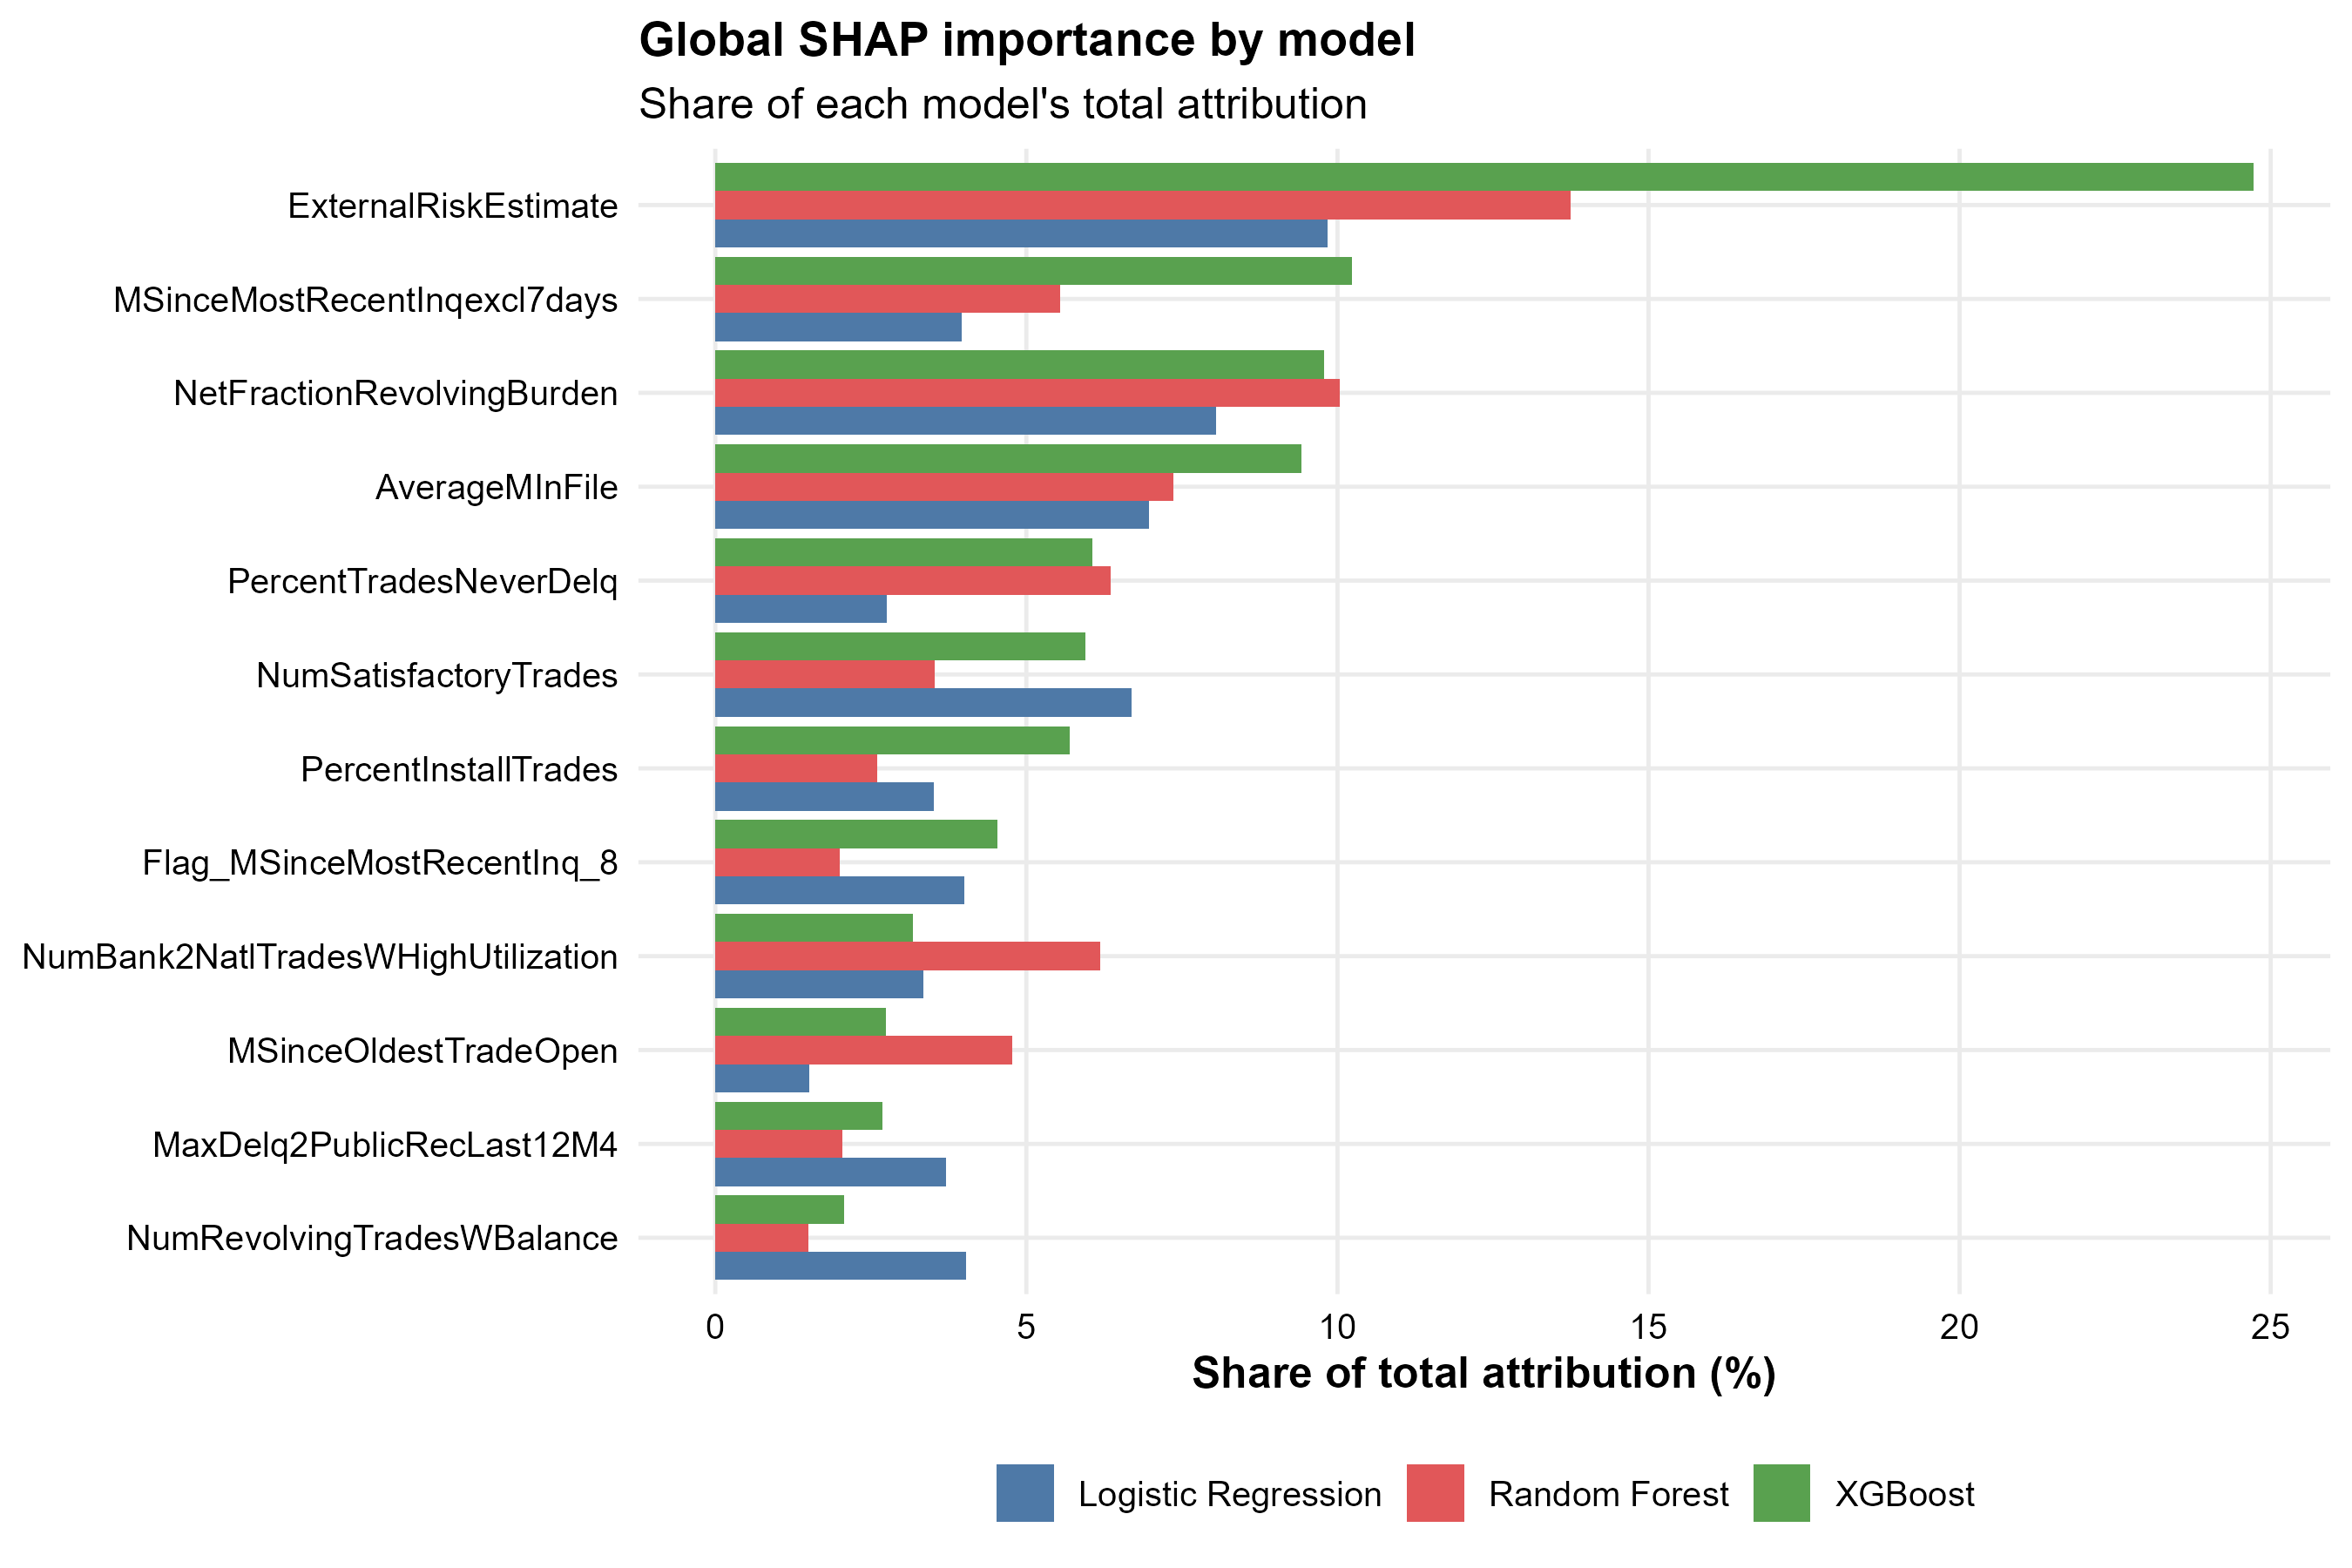 Global SHAP importance by model
Share of each model's total attribution
ExternalRiskEstimate
MSinceMostRecentInqexcl7days
NetFractionRevolvingBurden
AverageMInFile
PercentTradesNeverDelq
NumSatisfactoryTrades
PercentInstallTrades
Flag_MSinceMostRecentInq_8
NumBank2NatlTradesWHighUtilization
MSinceOldestTradeOpen
MaxDelq2PublicRecLast12M4
NumRevolvingTradesWBalance
0 5 10 15 20 25
Share of total attribution (%)
Logistic Regression Random Forest XGBoost